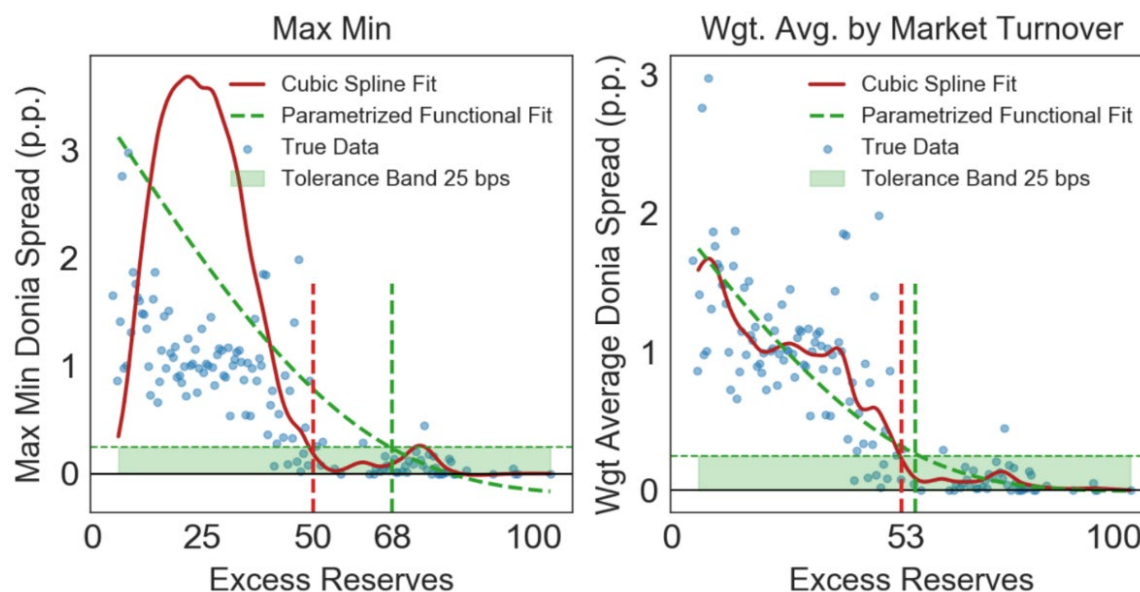 Max Min
Max Min Donia Spread (p.p.)
3
2
1
0
Cubic Spline Fit
Parametrized Functional Fit
True Data
Tolerance Band 25 bps
0 25 50 68 100
Excess Reserves
Wgt. Avg. by Market Turnover
Wgt Average Donia Spread (p.p.)
3
2
1
0
Cubic Spline Fit
Parametrized Functional Fit
True Data
Tolerance Band 25 bps
0 53 100
Excess Reserves